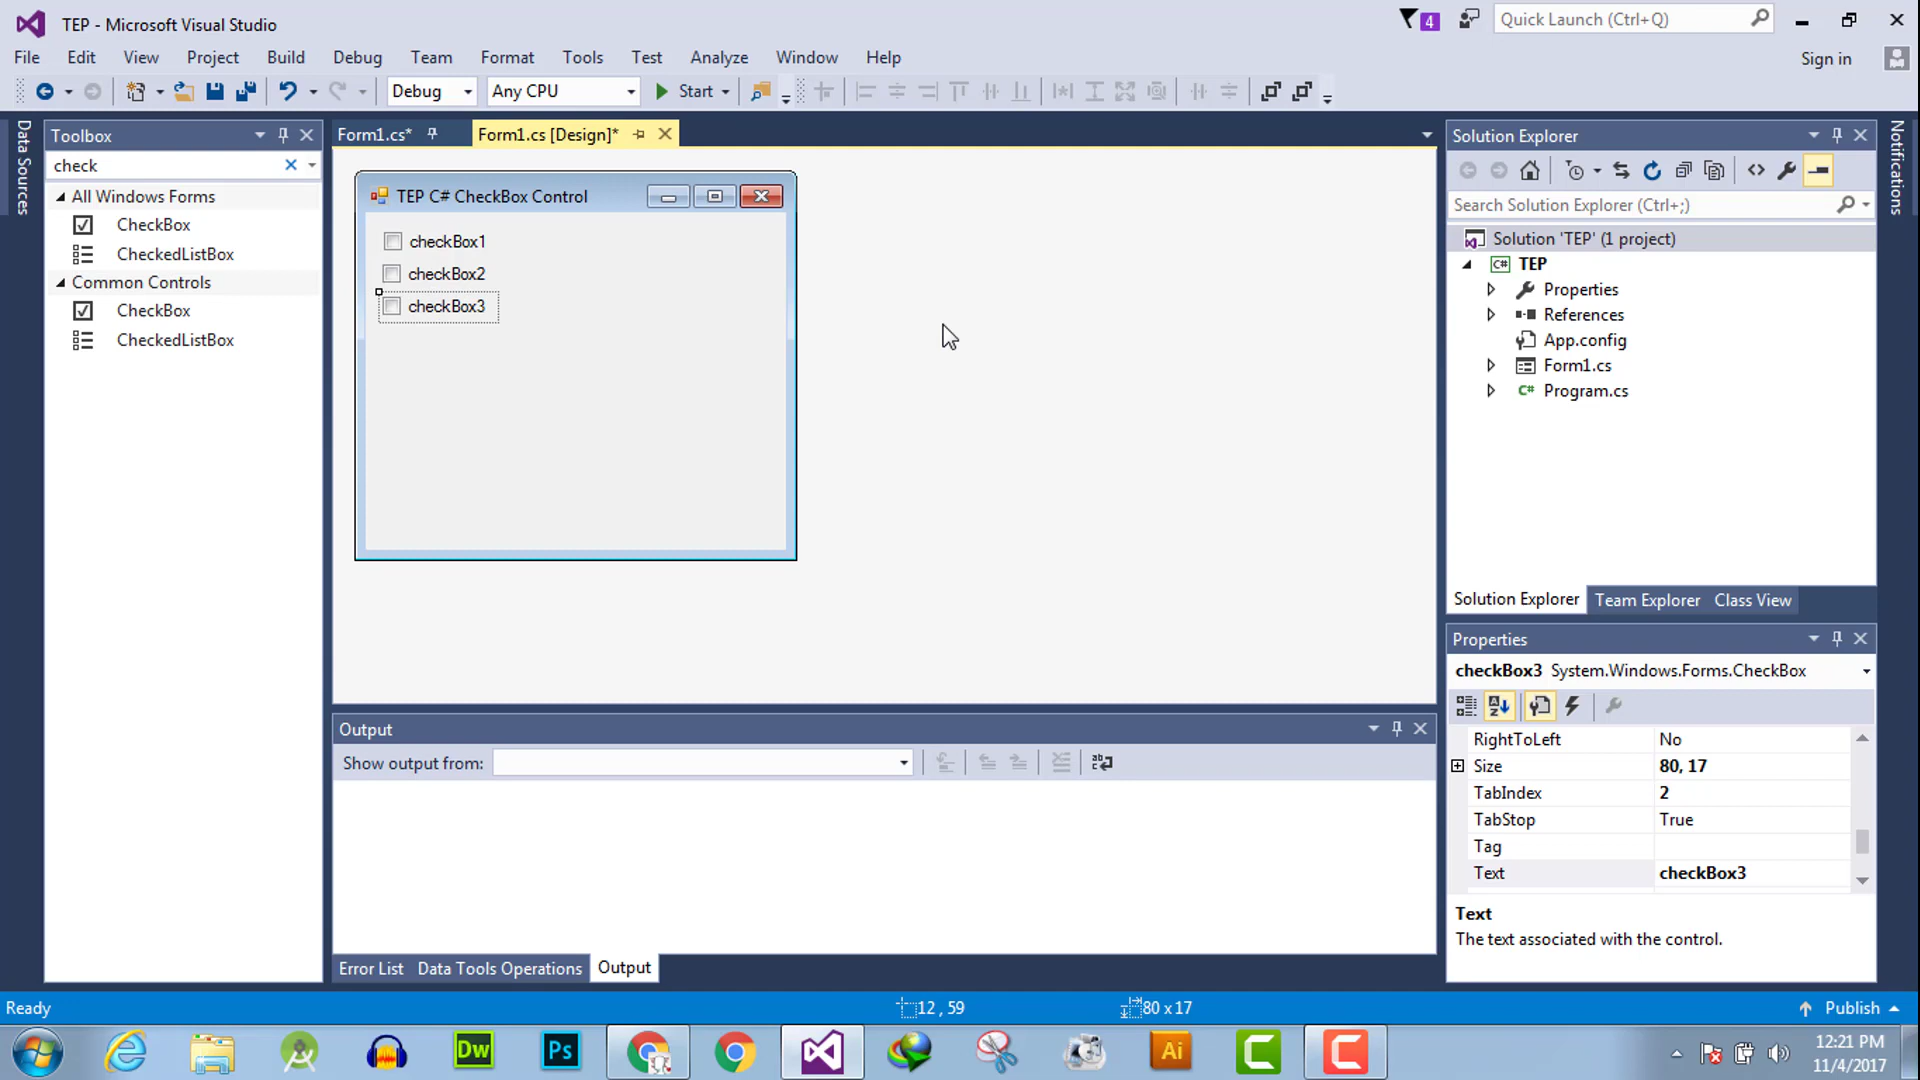 TEP - Microsoft Visual Studio
4
Quick Launch (Ctrl+Q)
File Edit View Project Build Debug Team Format Tools Test Analyze Window Help
Sign in
Debug Any CPU Start
Data Sources
Toolbox
check
All Windows Forms
CheckBox
CheckedListBox
Common Controls
CheckBox
CheckedListBox
Form1.cs* Form1.cs [Design]*
TEP C# CheckBox Control
checkBox1
checkBox2
checkBox3
Output
Show output from:
Error List Data Tools Operations Output
Solution Explorer
Search Solution Explorer (Ctrl+;)
Solution 'TEP' (1 project)
C# TEP
Properties
References
App.config
Form1.cs
C# Program.cs
Solution Explorer Team Explorer Class View
Notifications
Properties
checkBox3 System.Windows.Forms.CheckBox
RightToLeft No
Size 80, 17
TabIndex 2
TabStop True
Tag
Text checkBox3
Text
The text associated with the control.
Ready
12 , 59
80 x 17
Publish
Dw
Ps
Ai
12:21 PM
11/4/2017